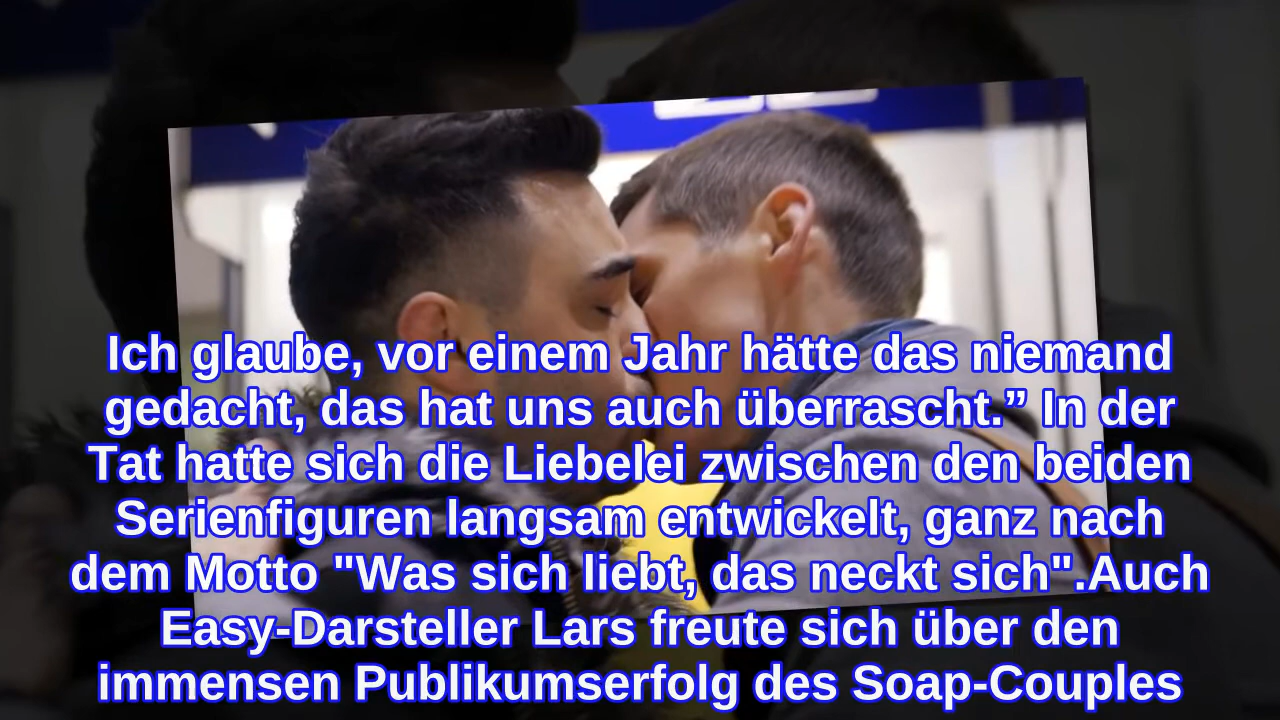 Ich glaube, vor einem Jahr hätte das niemand
gedacht, das hat uns auch überrascht.” In der
Tat hatte sich die Liebelei zwischen den beiden
Serienfiguren langsam entwickelt, ganz nach
dem Motto "Was sich liebt, das neckt sich".Auch
Easy-Darsteller Lars freute sich über den
immensen Publikumserfolg des Soap-Couples